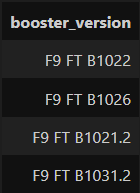 booster_version
F9 FT B1022
F9 FT B1026
F9 FT B1021.2
F9 FT B1031.2